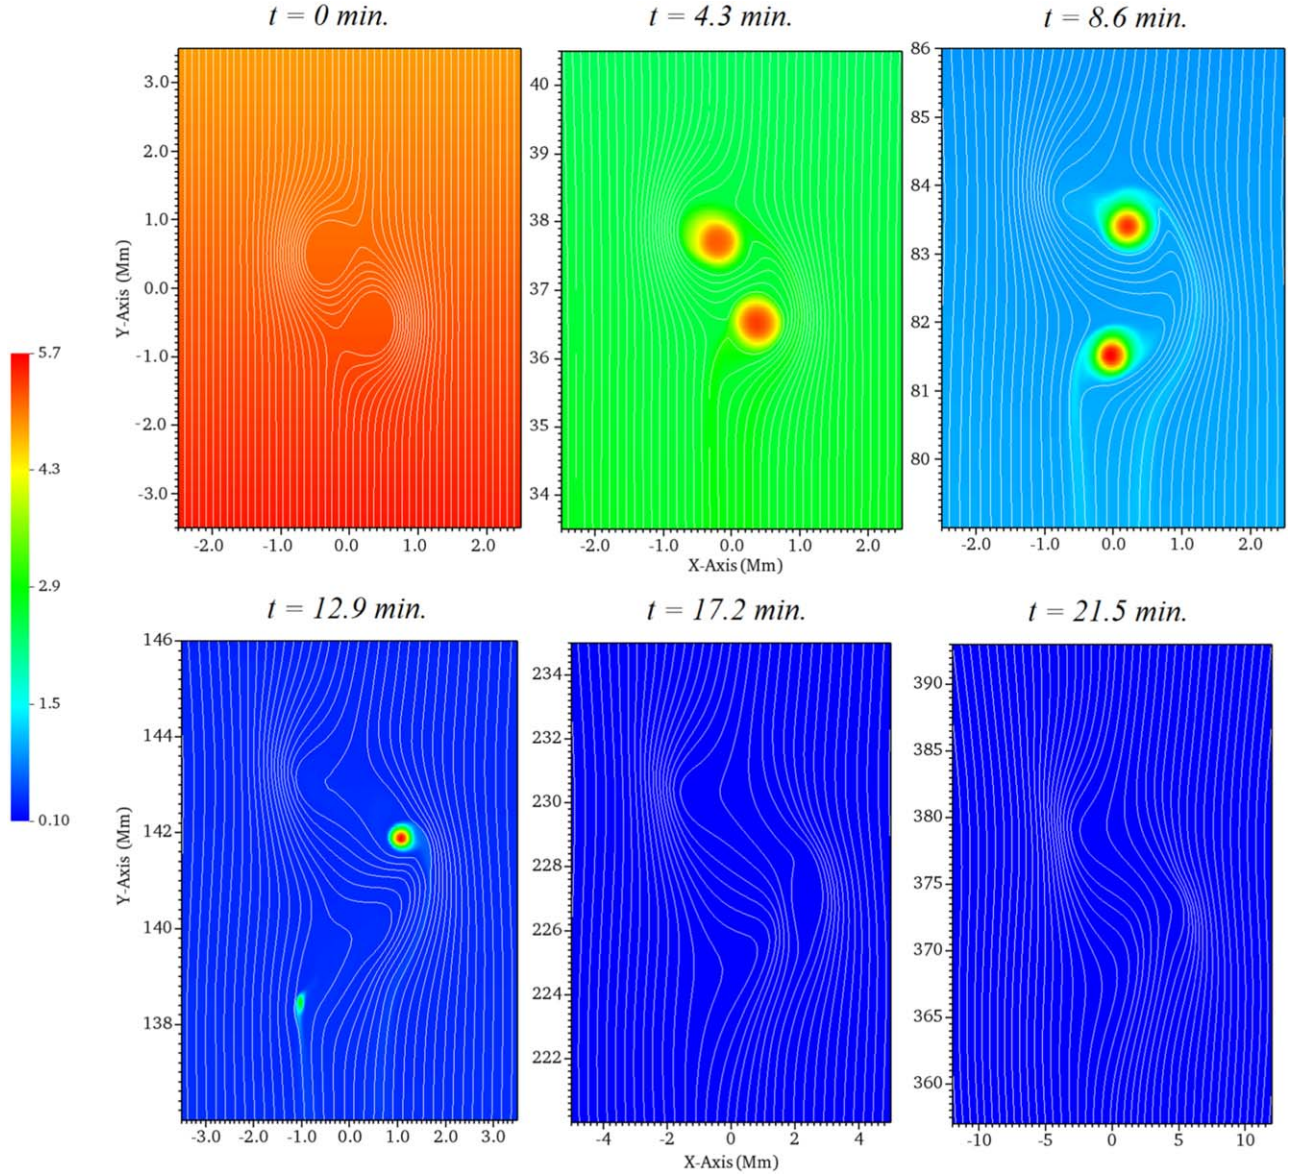 t = 0 min.
t = 4.3 min.
t = 8.6 min.
3.0
2.0
1.0
0.0
-1.0
-2.0
-3.0
Y-Axis (Mm)
-2.0 -1.0 0.0 1.0 2.0
40
39
38
37
36
35
34
-2.0 -1.0 0.0 1.0 2.0
X-Axis (Mm)
86
85
84
83
82
81
80
-2.0 -1.0 0.0 1.0 2.0
5.7
4.3
2.9
1.5
0.10
t = 12.9 min.
t = 17.2 min.
t = 21.5 min.
146
144
142
140
138
Y-Axis (Mm)
-3.0 -2.0 -1.0 0.0 1.0 2.0 3.0
234
232
230
228
226
224
222
-4 -2 0 2 4
X-Axis (Mm)
390
385
380
375
370
365
360
-10 -5 0 5 10